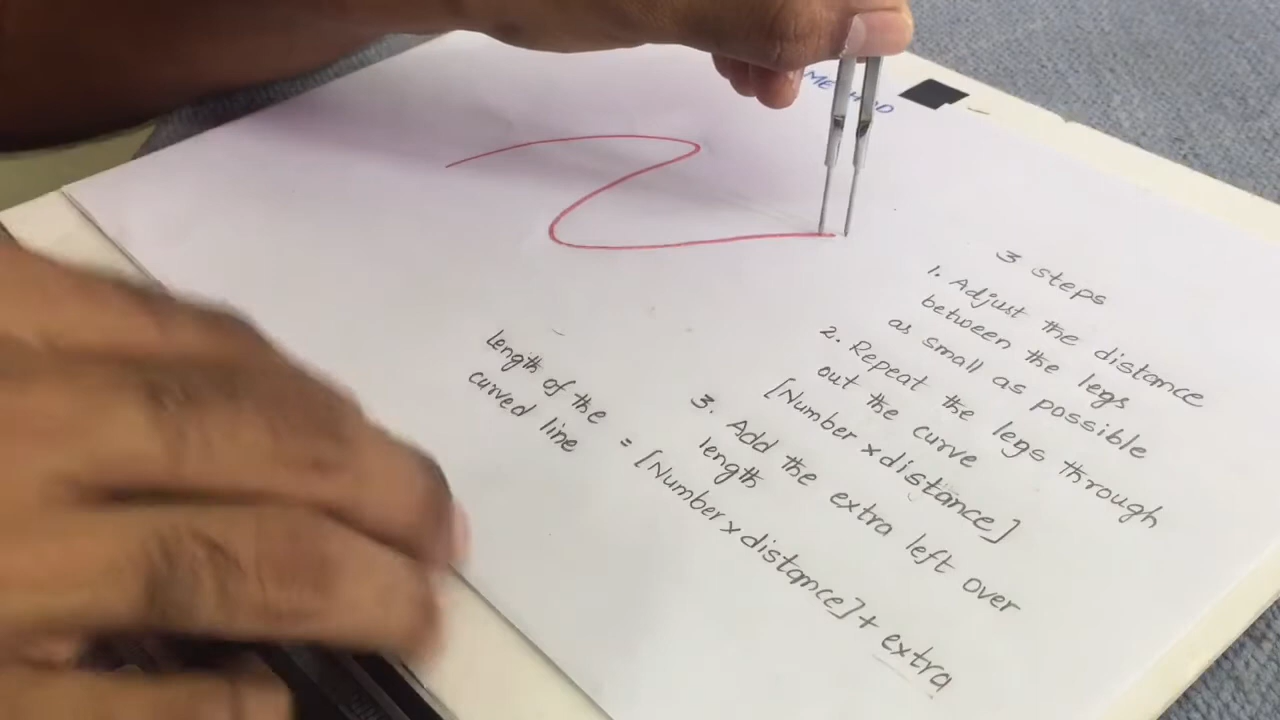 3 steps
1. Adjust the distance
between the legs
as small as possible
2. Repeat the legs through
out the curve
[Number x distance]
3. Add the extra left over
length
length of the
curved line
= [Number x distance] + extra